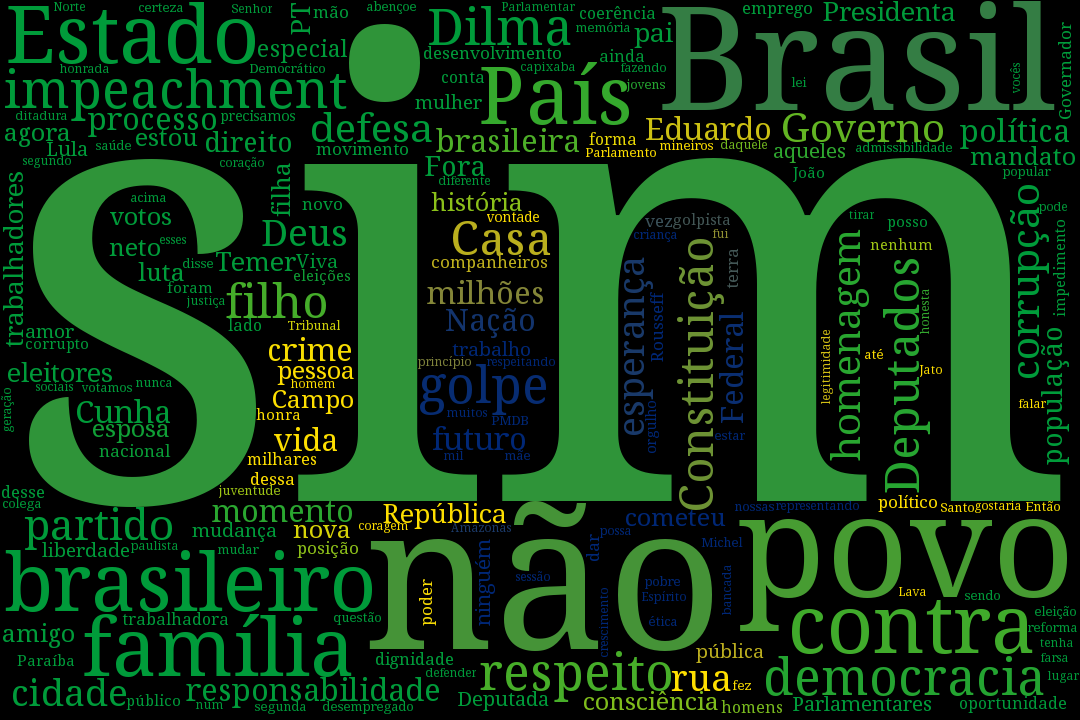 Norte
certeza
Senhor
PT
mão
abençoe
Parlamentar
coerência
emprego
Presidenta
Estado
especial
Dilma
memória
pai
Brasil
Governador
desenvolvimento
ainda
honrada
Democrático
conta
capixaba
fazendo
lei
vocês
impeachment
mulher
País
jovens
ditadura
processo
precisamos
defesa
brasileira
forma
Eduardo
Governo
política
agora
Lula
saúde
estou
direito
movimento
Parlamento
mineiros
daquele
aqueles
admissibilidade
mandato
segundo
coração
Fora
diferente
João
popular
sim
trabalhadores
acima
filha
novo
história
vontade
vez
golpista
tirar
posso
pode
votos
neto
esses
Deus
Casa
criança
fui
nenhum
corrupção
impedimento
luta
disse
Temer
Viva
companheiros
terra
foram
eleições
justiça
filho
milhões
esperança
Constituição
homenagem
Deputados
honesta
lado
Tribunal
Nação
Rousseff
Federal
amor
corrupto
crime
trabalho
até
população
eleitores
pessoa
princípio
respeitando
legitimidade
Jato
sociais
votamos
nunca
homem
golpe
geração
Cunha
Campo
muitos
PMDB
orgulho
falar
esposa
honra
futuro
estar
nacional
vida
mil
mãe
milhares
desse
dessa
colega
juventude
político
Santo
gostaria
Então
partido
momento
República
cometeu
nossas
representando
povo
mudança
nova
coragem
Amazonas
possa
liberdade
paulista
mudar
posição
não
ninguém
dar
Michel
brasileiro
poder
sessão
pobre
Espírito
bancada
Lava
sendo
crescimento
ética
contra
eleição
amigo
família
trabalhadora
questão
reforma
tenha
Paraíba
dignidade
pública
farsa
defender
respeito
rua
fez
democracia
lugar
cidade
público
responsabilidade
num
segunda
desempregado
Deputada
consciência
homens
Parlamentares
oportunidade